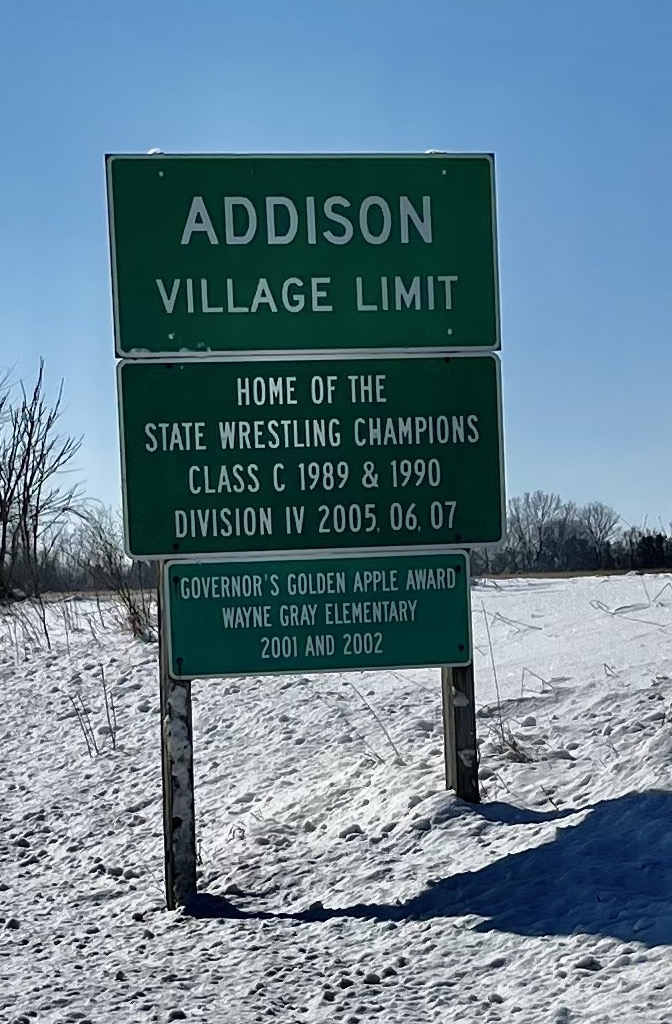 ADDISON
VILLAGE LIMIT
HOME OF THE
STATE WRESTLING CHAMPIONS
CLASS C 1989 & 1990
DIVISION IV 2005, 06, 07
GOVERNOR'S GOLDEN APPLE AWARD
WAYNE GRAY ELEMENTARY
2001 AND 2002